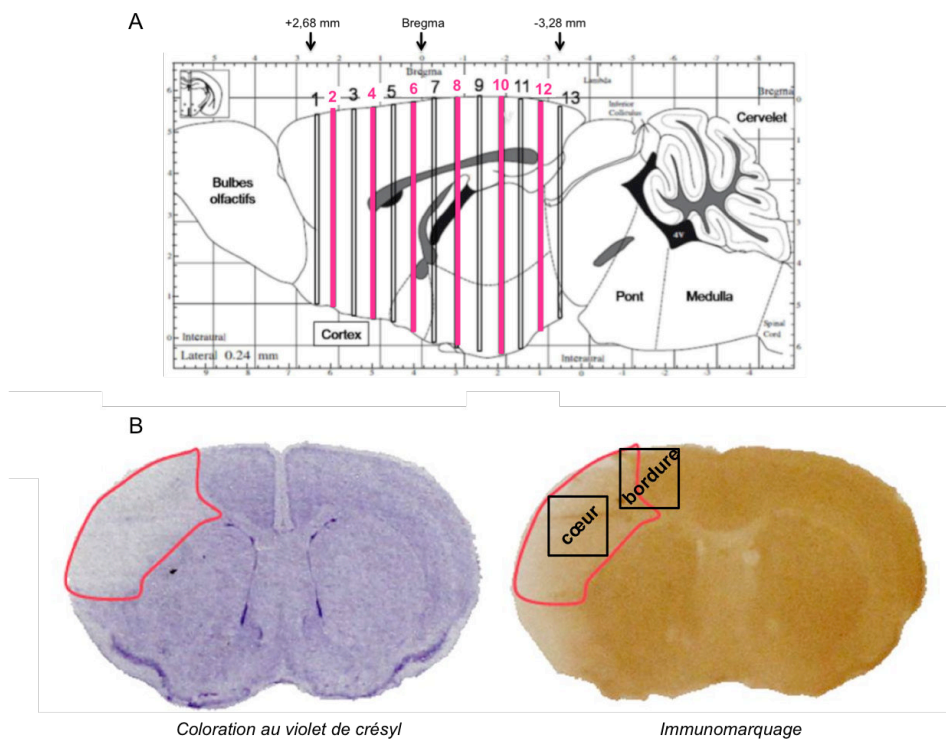 A
+2,68 mm
Bregma
-3,28 mm
Bregma
Lambda
Bregma
1 2 3 4 5 6 7 8 9 10 11 12 13
Inferior
Colliculus
Cervelet
Bulbes
olfactifs
4V
Pont
Medulla
Cortex
Interaural
Spinal
Cord
Lateral 0.24 mm
Interaural
B
cœur
bordure
Coloration au violet de crésyl
Immunomarquage